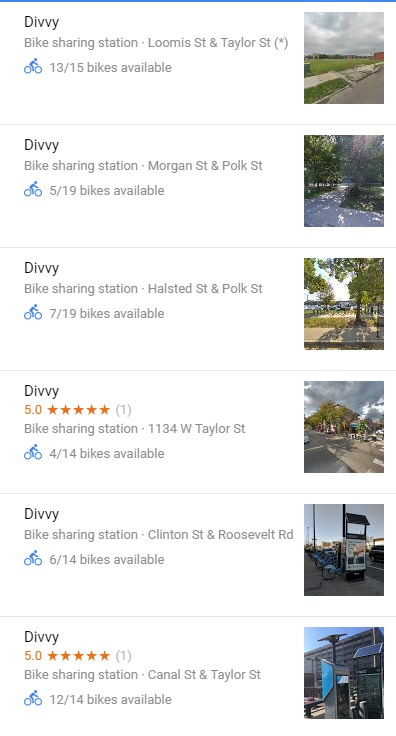 Divvy
Bike sharing station · Loomis St & Taylor St (*)
13/15 bikes available
Divvy
Bike sharing station · Morgan St & Polk St
5/19 bikes available
Divvy
Bike sharing station · Halsted St & Polk St
7/19 bikes available
Divvy
5.0 ★★★★★ (1)
Bike sharing station · 1134 W Taylor St
4/14 bikes available
Divvy
Bike sharing station · Clinton St & Roosevelt Rd
6/14 bikes available
Divvy
5.0 ★★★★★ (1)
Bike sharing station · Canal St & Taylor St
12/14 bikes available